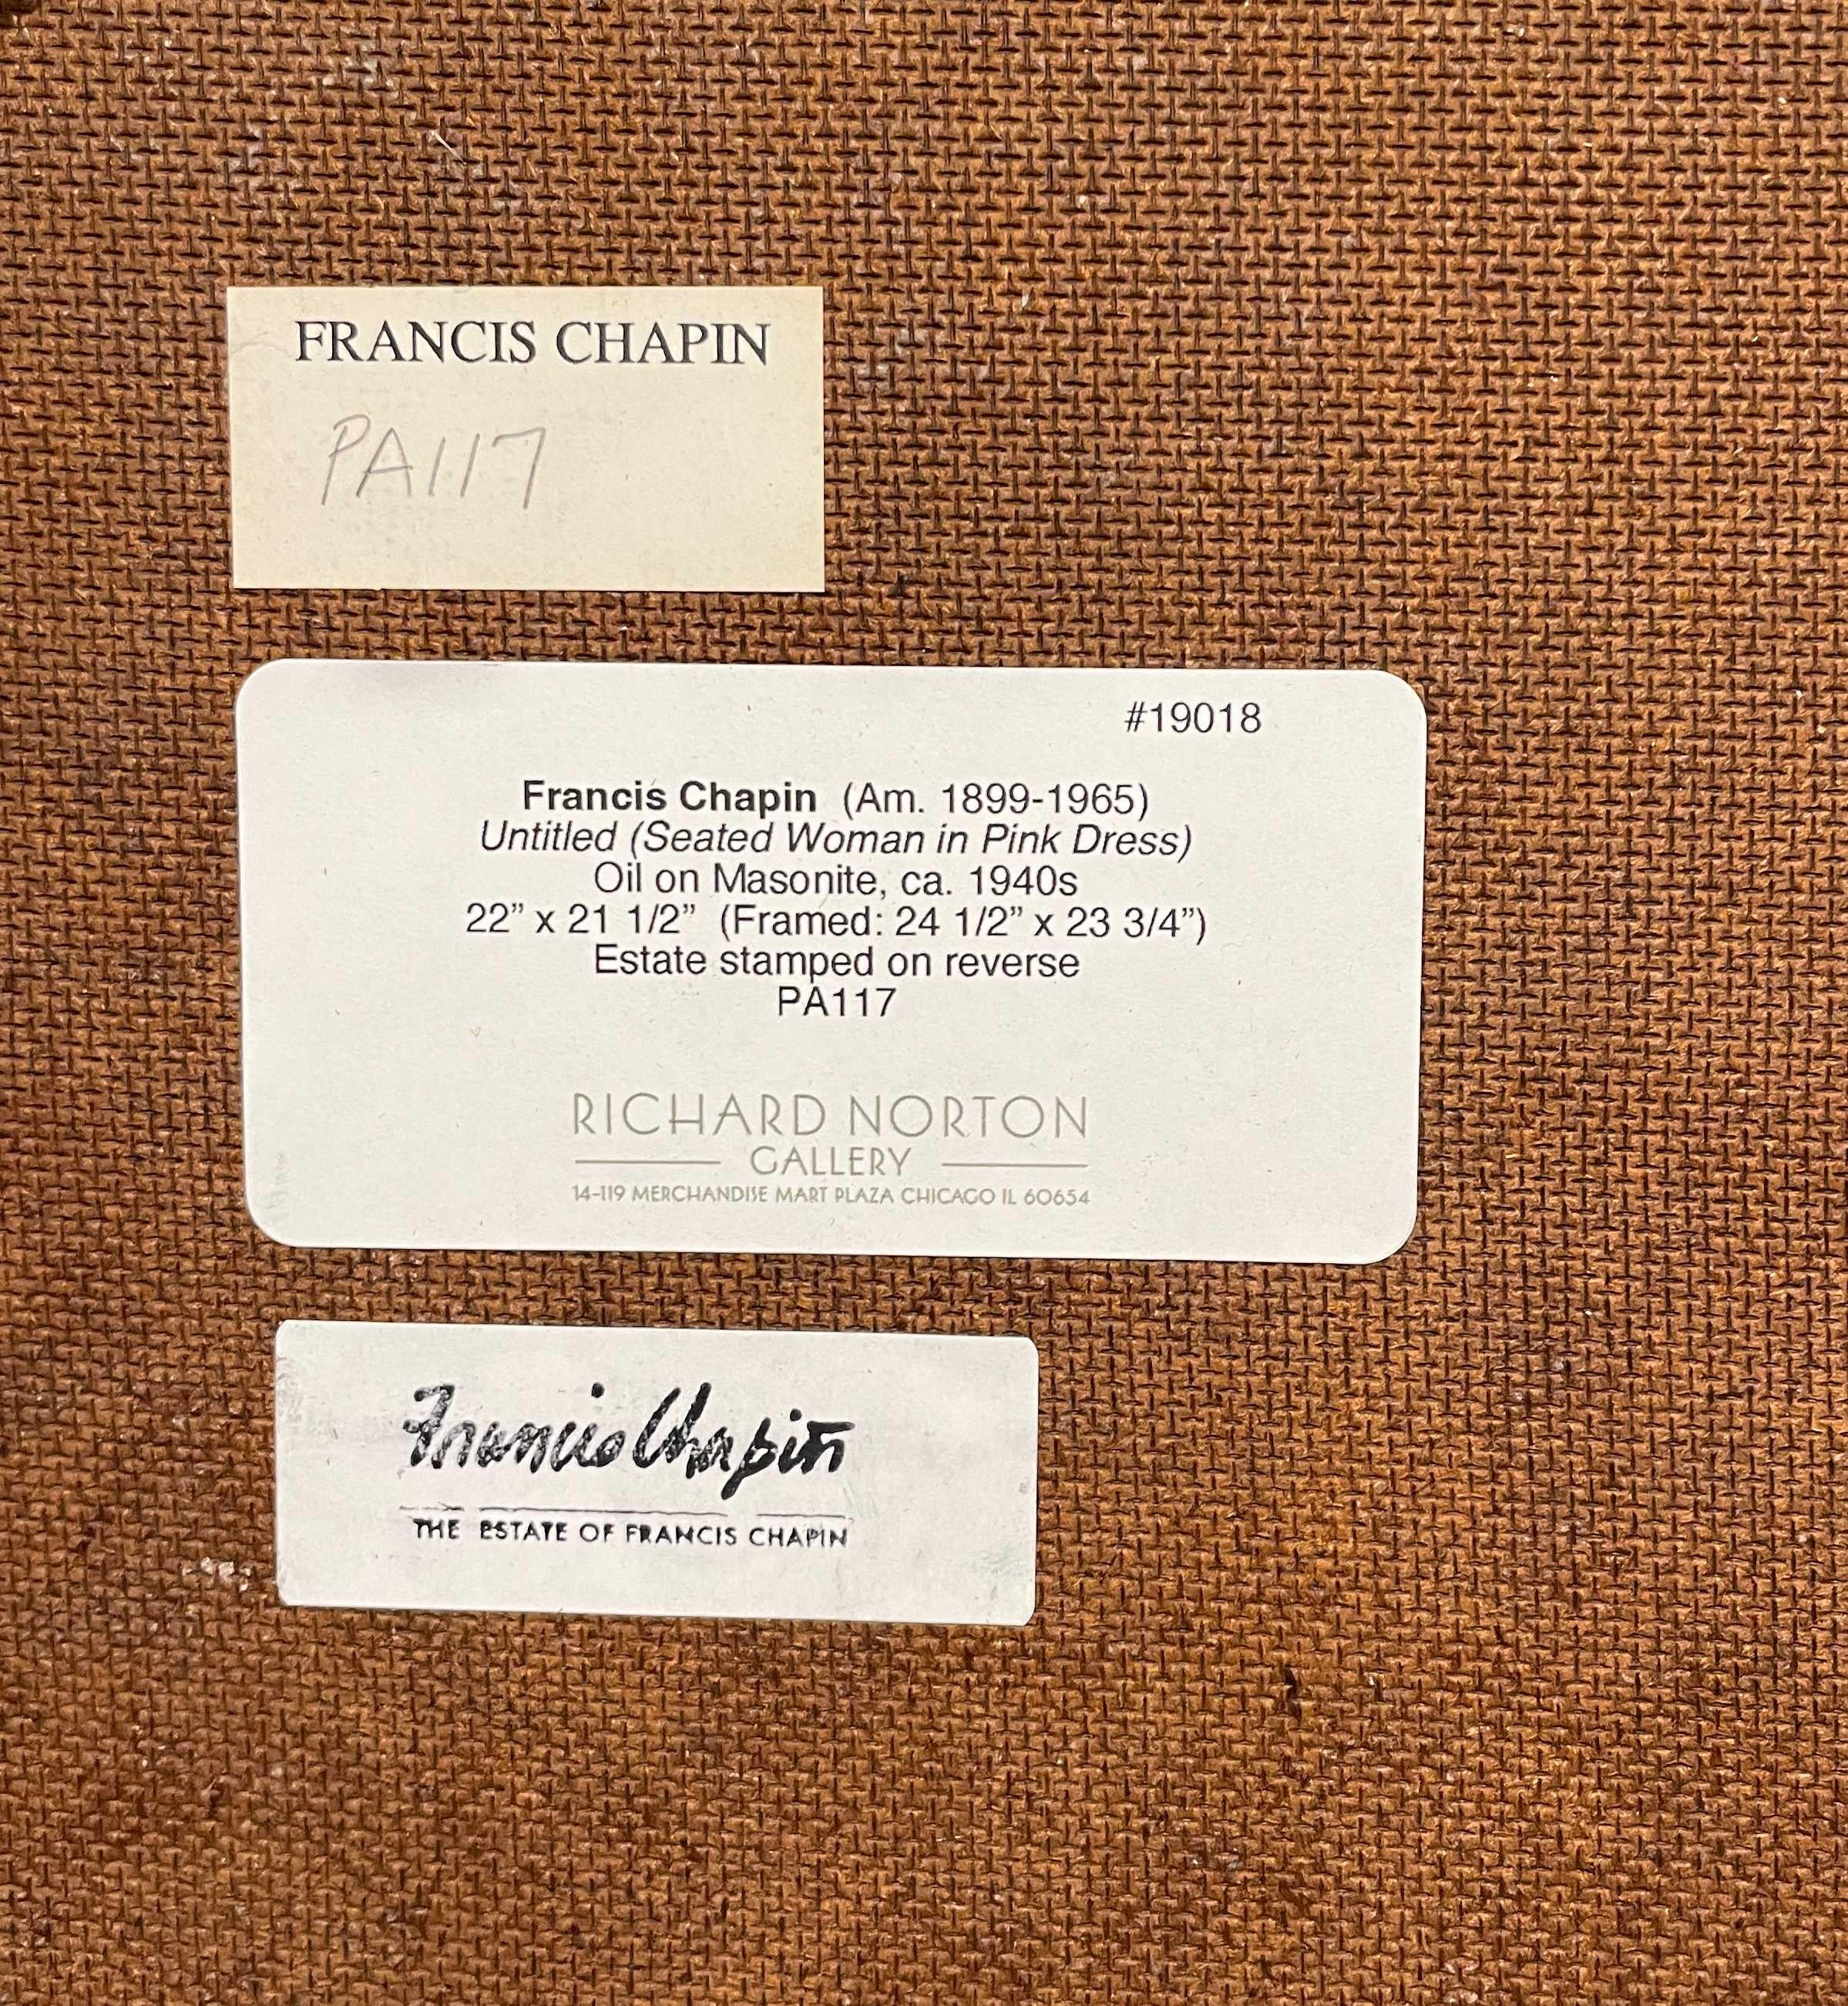 FRANCIS CHAPIN
PA117
#19018
Francis Chapin (Am. 1899-1965)
Untitled (Seated Woman in Pink Dress)
Oil on Masonite, ca. 1940s
22” x 21 1/2” (Framed: 24 1/2” x 23 3/4”)
Estate stamped on reverse
PA117
RICHARD NORTON
GALLERY
14-119 MERCHANDISE MART PLAZA CHICAGO IL 60654
Francis Chapin
THE ESTATE OF FRANCIS CHAPIN